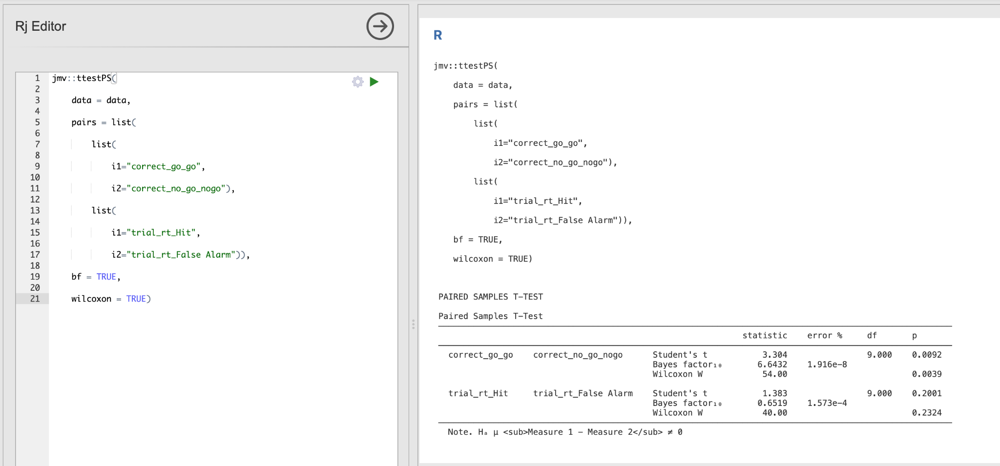 Rj Editor
1 jmv::ttestPS(
2
3 data = data,
4
5 pairs = list(
6
7 list(
8
9 i1="correct_go_go",
10
11 i2="correct_no_go_nogo"),
12
13 list(
14
15 i1="trial_rt_Hit",
16
17 i2="trial_rt_False Alarm")),
18
19 bf = TRUE,
20
21 wilcoxon = TRUE)
R
jmv::ttestPS(
data = data,
pairs = list(
list(
i1="correct_go_go",
i2="correct_no_go_nogo"),
list(
i1="trial_rt_Hit",
i2="trial_rt_False Alarm")),
bf = TRUE,
wilcoxon = TRUE)
PAIRED SAMPLES T-TEST
Paired Samples T-Test
statistic error % df p
correct_go_go correct_no_go_nogo Student's t 3.304 9.000 0.0092
Bayes factor₁₀ 6.6432 1.916e-8
Wilcoxon W 54.00 0.0039
trial_rt_Hit trial_rt_False Alarm Student's t 1.383 9.000 0.2001
Bayes factor₁₀ 0.6519 1.573e-4
Wilcoxon W 40.00 0.2324
Note. Hₐ μ <sub>Measure 1 - Measure 2</sub> ≠ 0